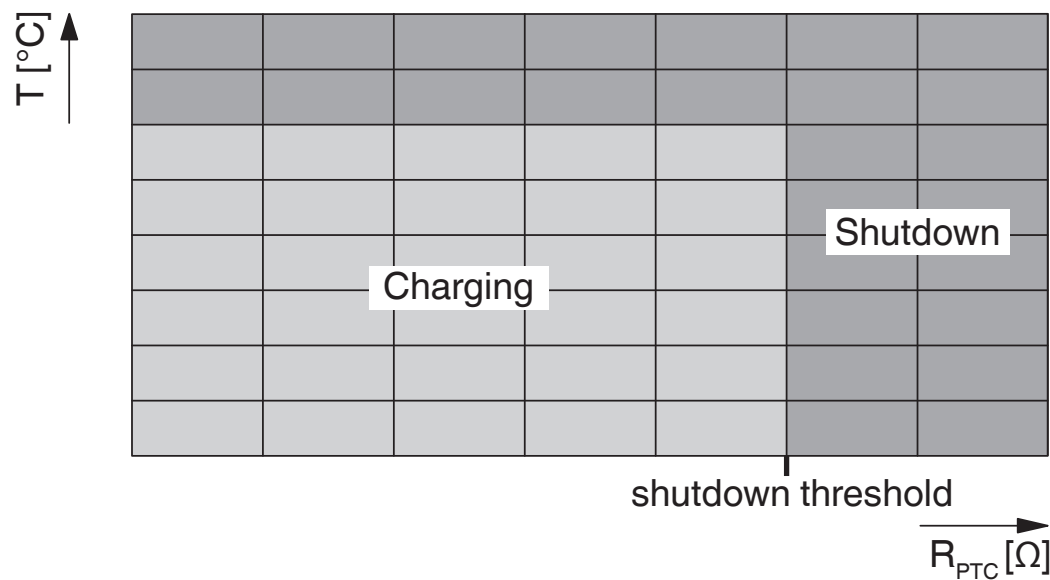 T [°C]
Shutdown
Charging
shutdown threshold
R_PTC [Ω]